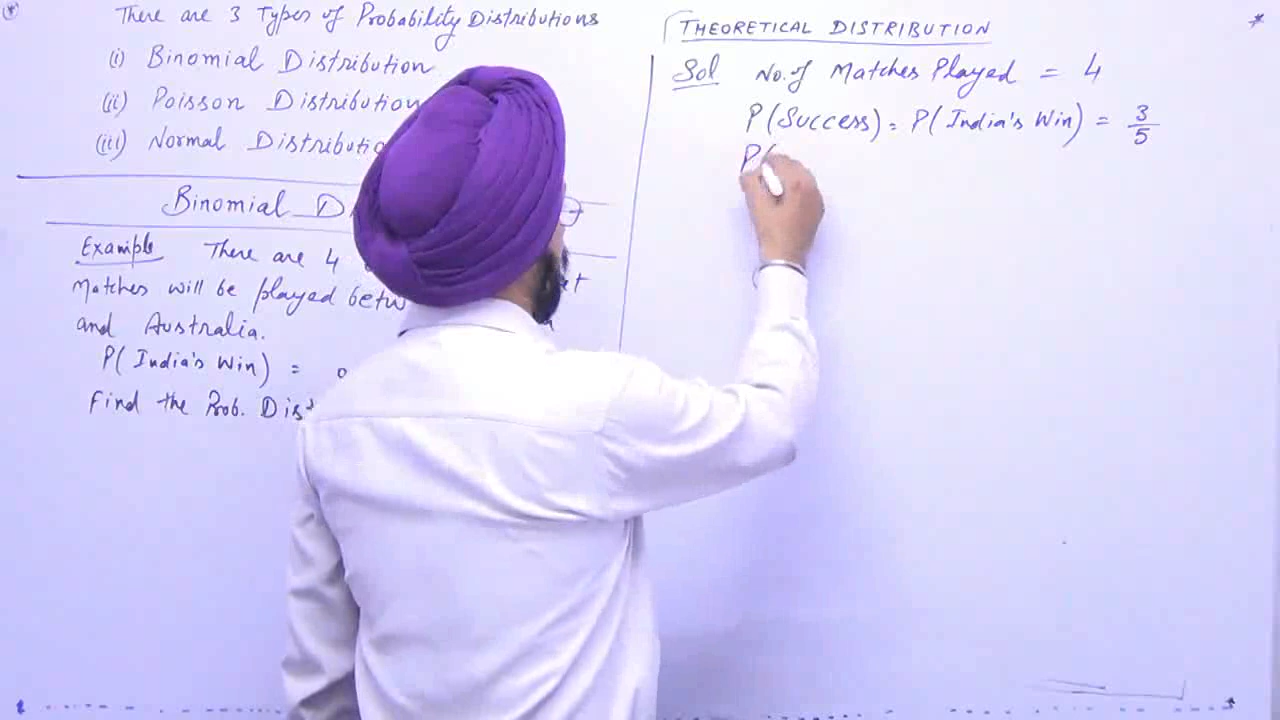 There are 3 Types of Probability Distributions
(i) Binomial Distribution
(ii) Poisson Distribution
(iii) Normal Distributio
Binomial D
Example There are 4
Matches will be played betw
and Australia.
P(India's Win) = 0
Find the Prob. Dist
THEORETICAL DISTRIBUTION
Sol No. of Matches Played = 4
P(Success) = P(India's Win) = 3/5
P(